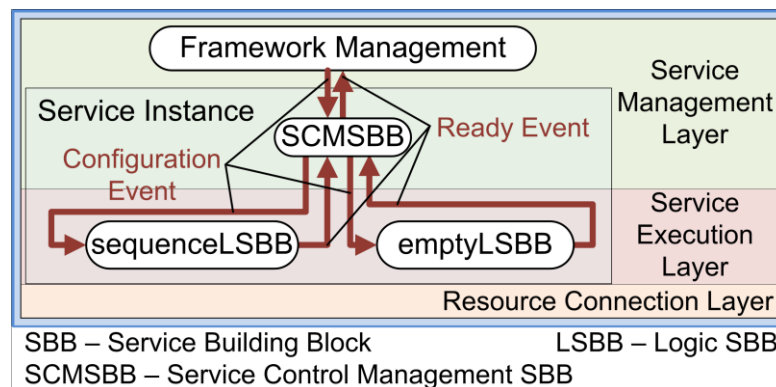 Framework Management
Service
Management
Layer
Service Instance
SCMSBB
Ready Event
Configuration
Event
sequenceLSBB
emptyLSBB
Service
Execution
Layer
Resource Connection Layer
SBB – Service Building Block
LSBB – Logic SBB
SCMSBB – Service Control Management SBB